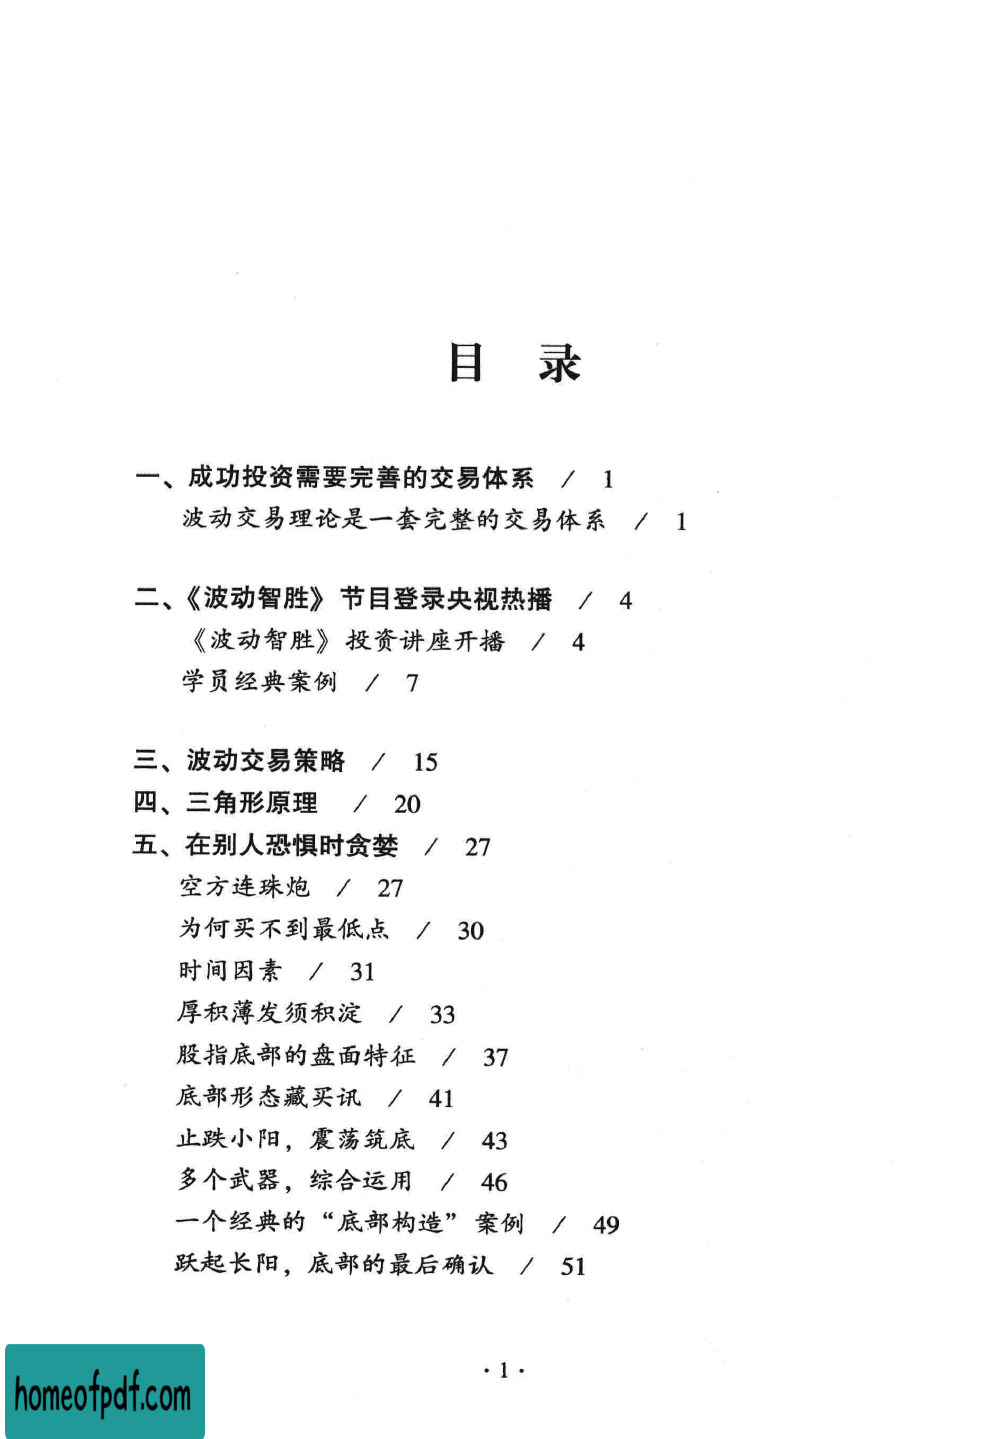 目 录
一、成功投资需要完善的交易体系 / 1
波动交易理论是一套完整的交易体系 / 1
二、《波动智胜》节目登录央视热播 / 4
《波动智胜》投资讲座开播 / 4
学员经典案例 / 7
三、波动交易策略 / 15
四、三角形原理 / 20
五、在别人恐惧时贪婪 / 27
空方连珠炮 / 27
为何买不到最低点 / 30
时间因素 / 31
厚积薄发须积淀 / 33
股指底部的盘面特征 / 37
底部形态藏买讯 / 41
止跌小阳，震荡筑底 / 43
多个武器，综合运用 / 46
一个经典的“底部构造”案例 / 49
跃起长阳，底部的最后确认 / 51
· 1 ·
homeofpdf.com